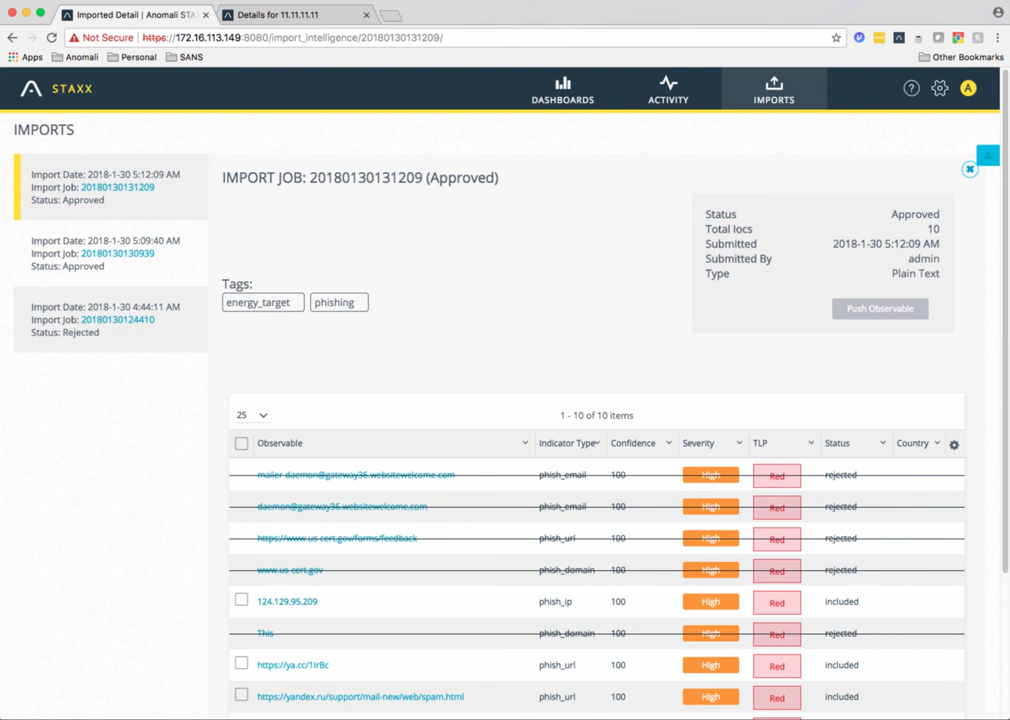 Imported Detail | Anomali STA
Details for 11.11.11.11
Not Secure https://172.16.113.149:8080/import_intelligence/20180130131209/
Apps Anomali Personal SANS Other Bookmarks
STAXX DASHBOARDS ACTIVITY IMPORTS ? A
IMPORTS
Import Date: 2018-1-30 5:12:09 AM
Import Job: 20180130131209
Status: Approved
Import Date: 2018-1-30 5:09:40 AM
Import Job: 20180130130939
Status: Approved
Import Date: 2018-1-30 4:44:11 AM
Import Job: 20180130124410
Status: Rejected
IMPORT JOB: 20180130131209 (Approved)
Status Approved
Total Iocs 10
Submitted 2018-1-30 5:12:09 AM
Submitted By admin
Type Plain Text
Push Observable
Tags:
energy_target phishing
25 1 - 10 of 10 items
Observable Indicator Type Confidence Severity TLP Status Country
mailer-daemon@gateway36.websitewelcome.com phish_email 100 High Red rejected
daemon@gateway36.websitewelcome.com phish_email 100 High Red rejected
https://www.us-cert.gov/forms/feedback phish_url 100 High Red rejected
www.us-cert.gov phish_domain 100 High Red rejected
124.129.95.209 phish_ip 100 High Red included
This phish_domain 100 High Red rejected
https://ya.cc/1IrBc phish_url 100 High Red included
https://yandex.ru/support/mail-new/web/spam.html phish_url 100 High Red included